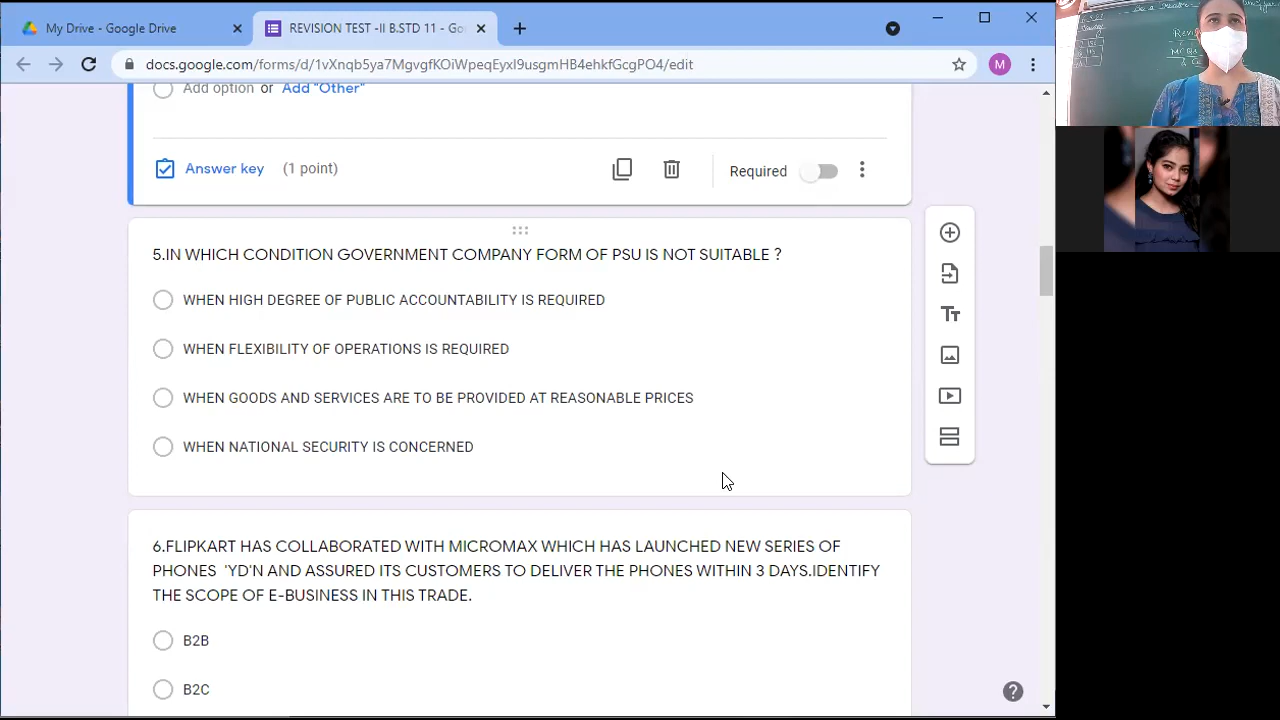 My Drive - Google Drive
REVISION TEST -II B.STD 11 - Go
docs.google.com/forms/d/1vXnqb5ya7MgvgfKOiWpeqEyxI9usgmHB4ehkfGcgPO4/edit
M
Add option or Add "Other"
Answer key (1 point)
Required
5.IN WHICH CONDITION GOVERNMENT COMPANY FORM OF PSU IS NOT SUITABLE ?
WHEN HIGH DEGREE OF PUBLIC ACCOUNTABILITY IS REQUIRED
WHEN FLEXIBILITY OF OPERATIONS IS REQUIRED
WHEN GOODS AND SERVICES ARE TO BE PROVIDED AT REASONABLE PRICES
WHEN NATIONAL SECURITY IS CONCERNED
Tт
6.FLIPKART HAS COLLABORATED WITH MICROMAX WHICH HAS LAUNCHED NEW SERIES OF
PHONES 'YD'N AND ASSURED ITS CUSTOMERS TO DELIVER THE PHONES WITHIN 3 DAYS.IDENTIFY
THE SCOPE OF E-BUSINESS IN THIS TRADE.
B2B
B2C